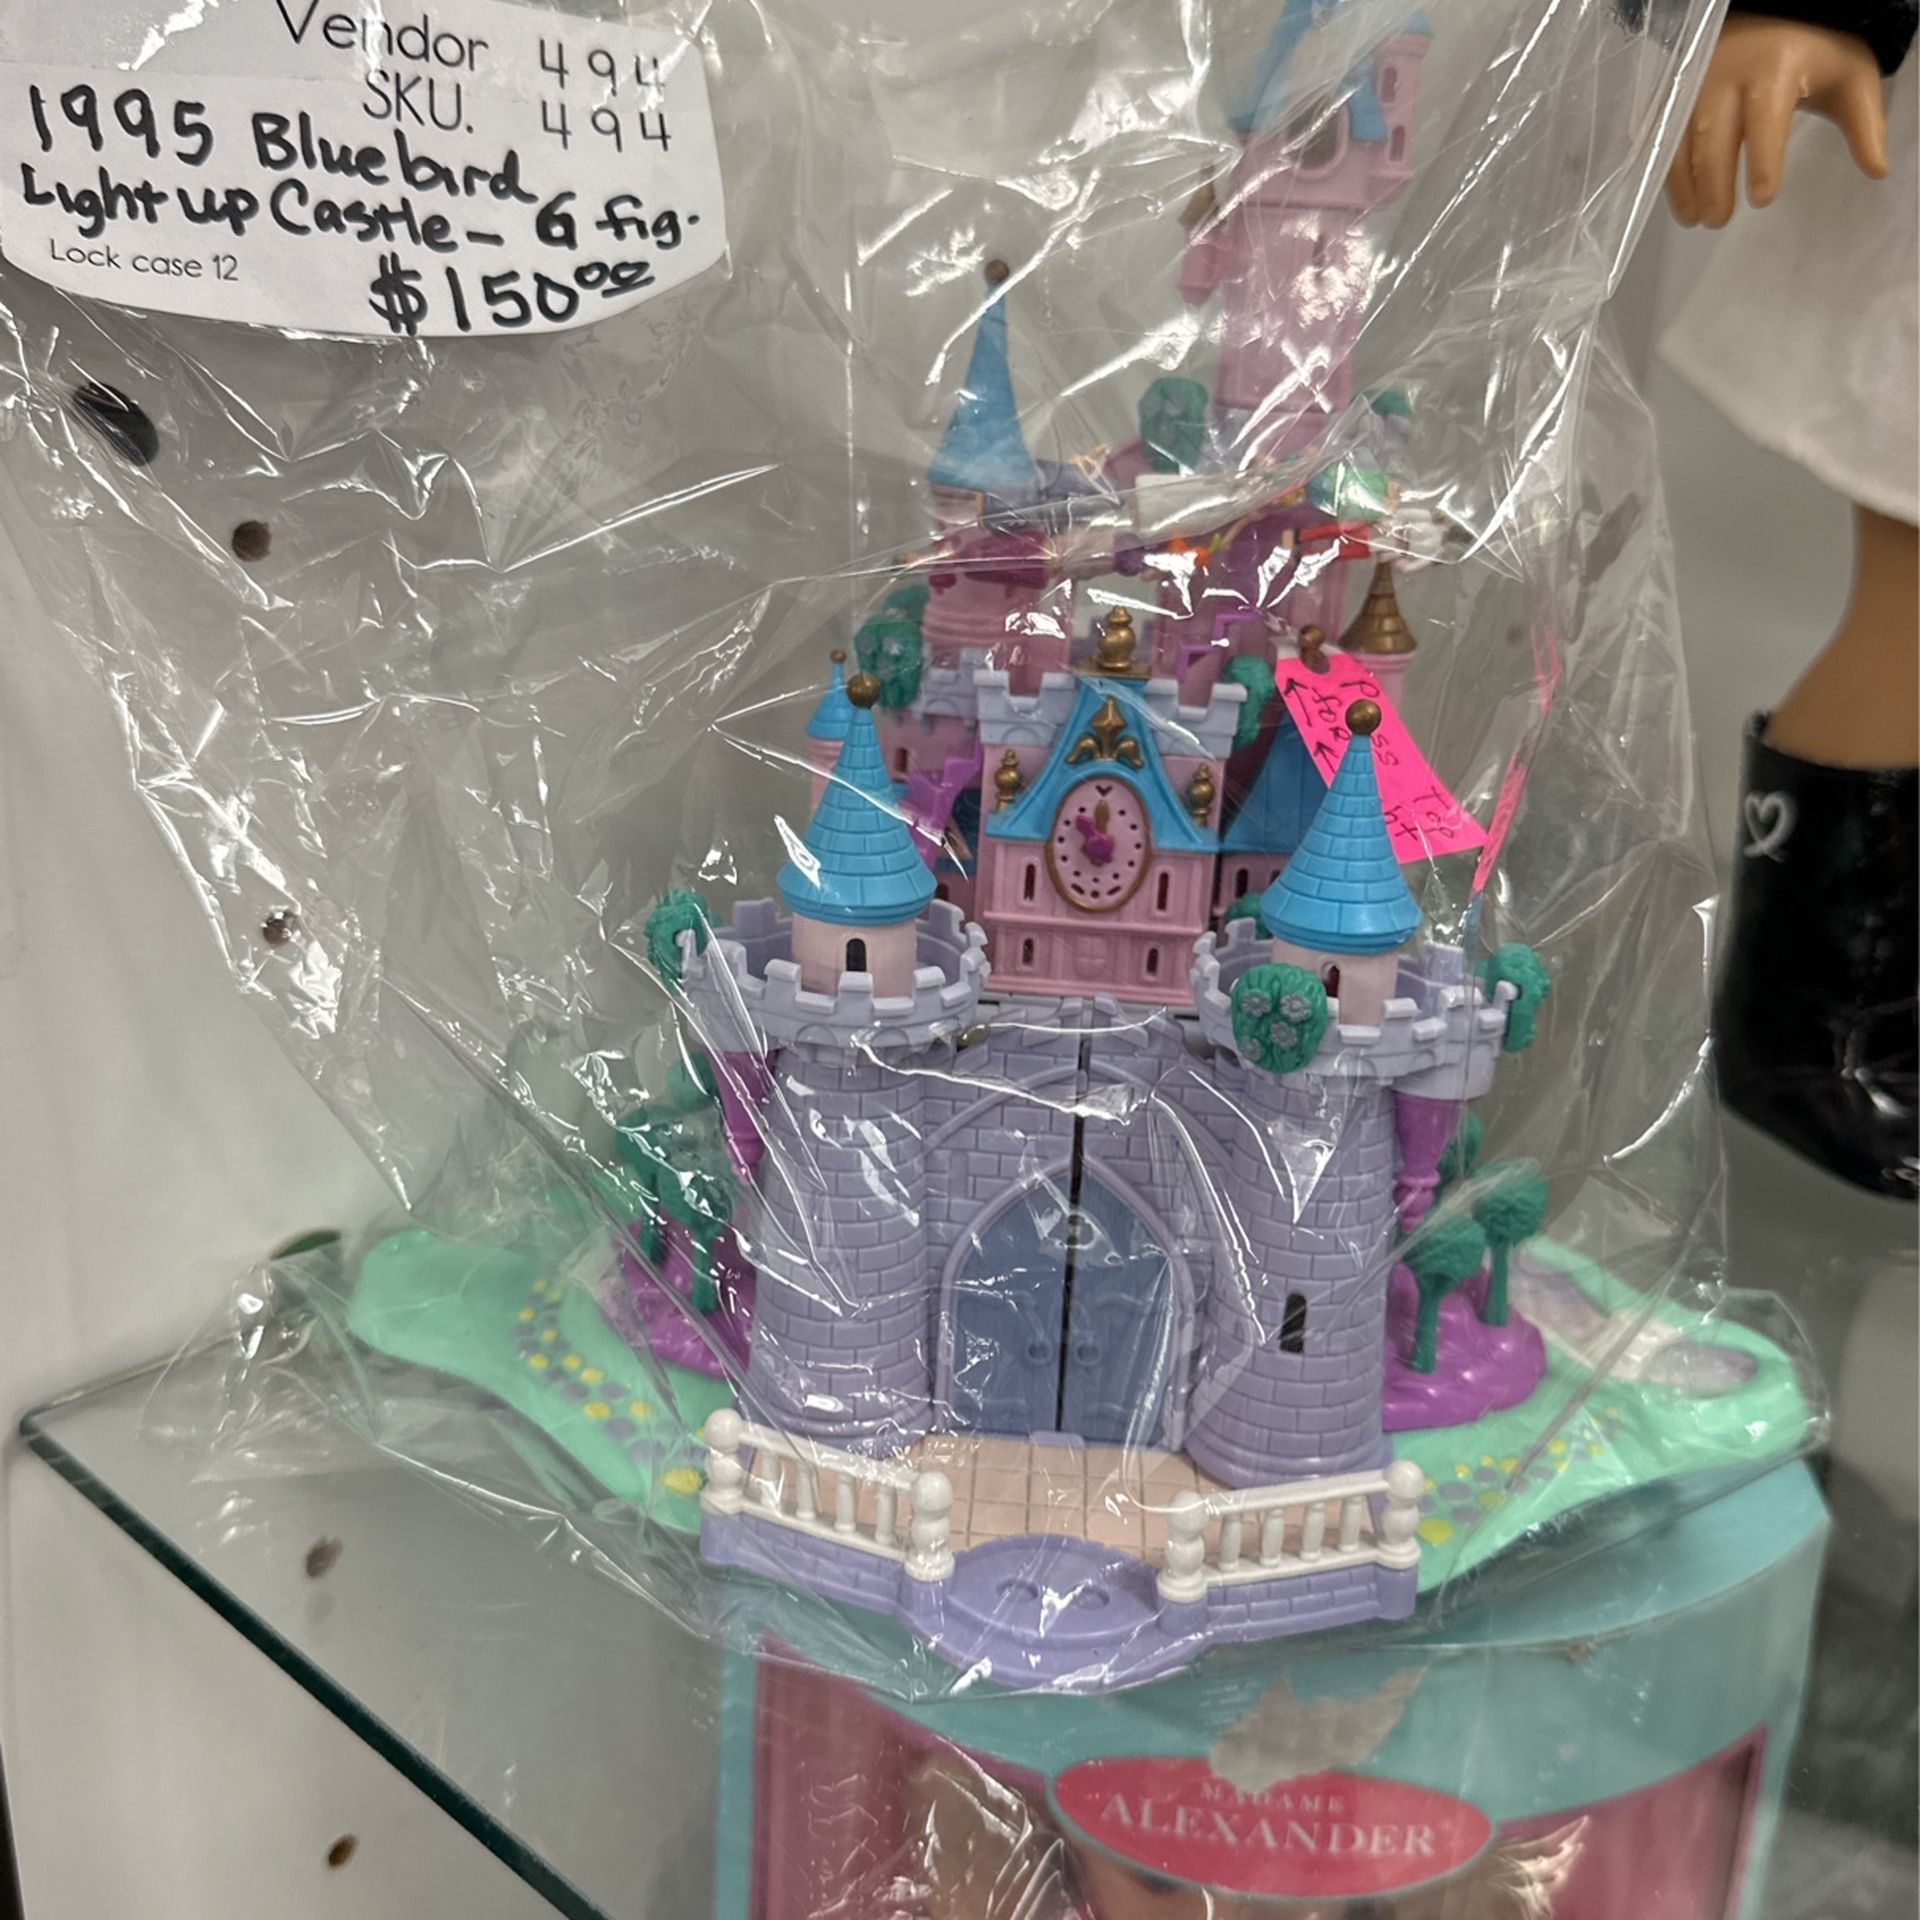 Vendor 494
SKU. 494
1995 Bluebird
Light up Castle - 6 fig.
Lock case 12
$150.00
Press
for
Top
MADAME
ALEXANDER